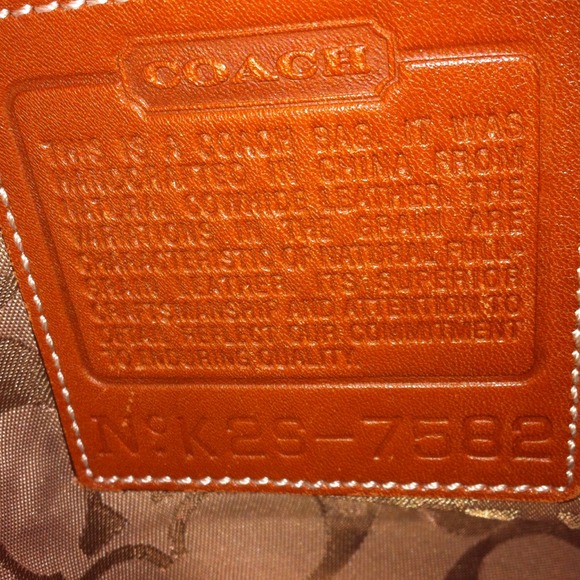 COACH
THIS IS A COACH BAG. IT WAS
HANDCRAFTED IN CHINA FROM
NATURAL COWHIDE LEATHER. THE
VARIATIONS IN THE GRAIN ARE
CHARACTERISTIC OF NATURAL FULL-
GRAIN LEATHER. ITS SUPERIOR
CRAFTSMANSHIP AND ATTENTION TO
DETAIL REFLECT OUR COMMITMENT
TO ENDURING QUALITY.
Nº K2S-7582